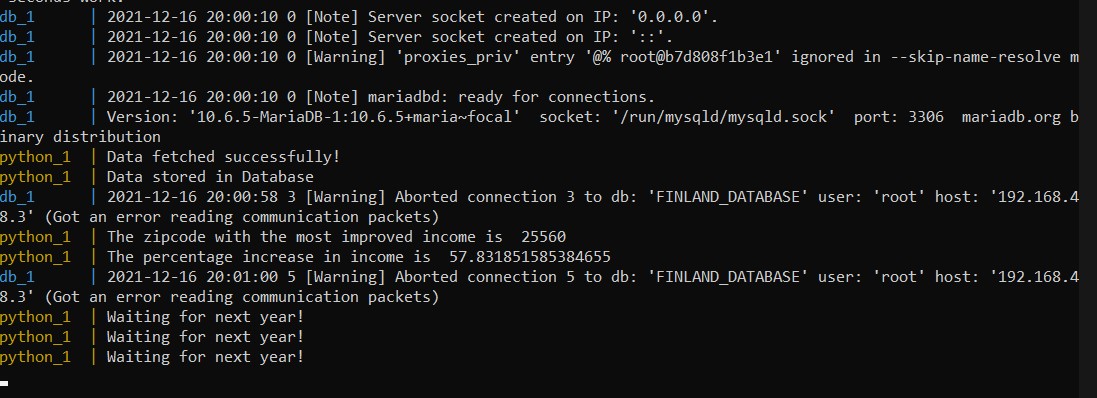 seconds work.
db_1 | 2021-12-16 20:00:10 0 [Note] Server socket created on IP: '0.0.0.0'.
db_1 | 2021-12-16 20:00:10 0 [Note] Server socket created on IP: '::'.
db_1 | 2021-12-16 20:00:10 0 [Warning] 'proxies_priv' entry '@% root@b7d808f1b3e1' ignored in --skip-name-resolve m
ode.
db_1 | 2021-12-16 20:00:10 0 [Note] mariadbd: ready for connections.
db_1 | Version: '10.6.5-MariaDB-1:10.6.5+maria~focal'  socket: '/run/mysqld/mysqld.sock'  port: 3306  mariadb.org b
inary distribution
python_1 | Data fetched successfully!
python_1 | Data stored in Database
db_1 | 2021-12-16 20:00:58 3 [Warning] Aborted connection 3 to db: 'FINLAND_DATABASE' user: 'root' host: '192.168.4
8.3' (Got an error reading communication packets)
python_1 | The zipcode with the most improved income is  25560
python_1 | The percentage increase in income is  57.831851585384655
db_1 | 2021-12-16 20:01:00 5 [Warning] Aborted connection 5 to db: 'FINLAND_DATABASE' user: 'root' host: '192.168.4
8.3' (Got an error reading communication packets)
python_1 | Waiting for next year!
python_1 | Waiting for next year!
python_1 | Waiting for next year!